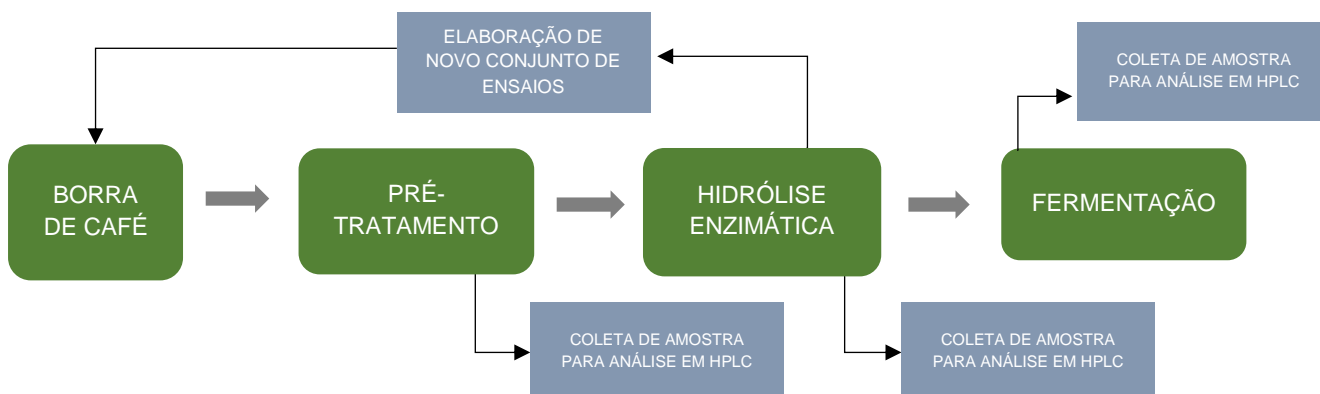 ELABORAÇÃO DE
NOVO CONJUNTO DE
ENSAIOS
COLETA DE AMOSTRA
PARA ANÁLISE EM HPLC
BORRA
DE CAFÉ
PRÉ-
TRATAMENTO
HIDRÓLISE
ENZIMÁTICA
FERMENTAÇÃO
COLETA DE AMOSTRA
PARA ANÁLISE EM HPLC
COLETA DE AMOSTRA
PARA ANÁLISE EM HPLC